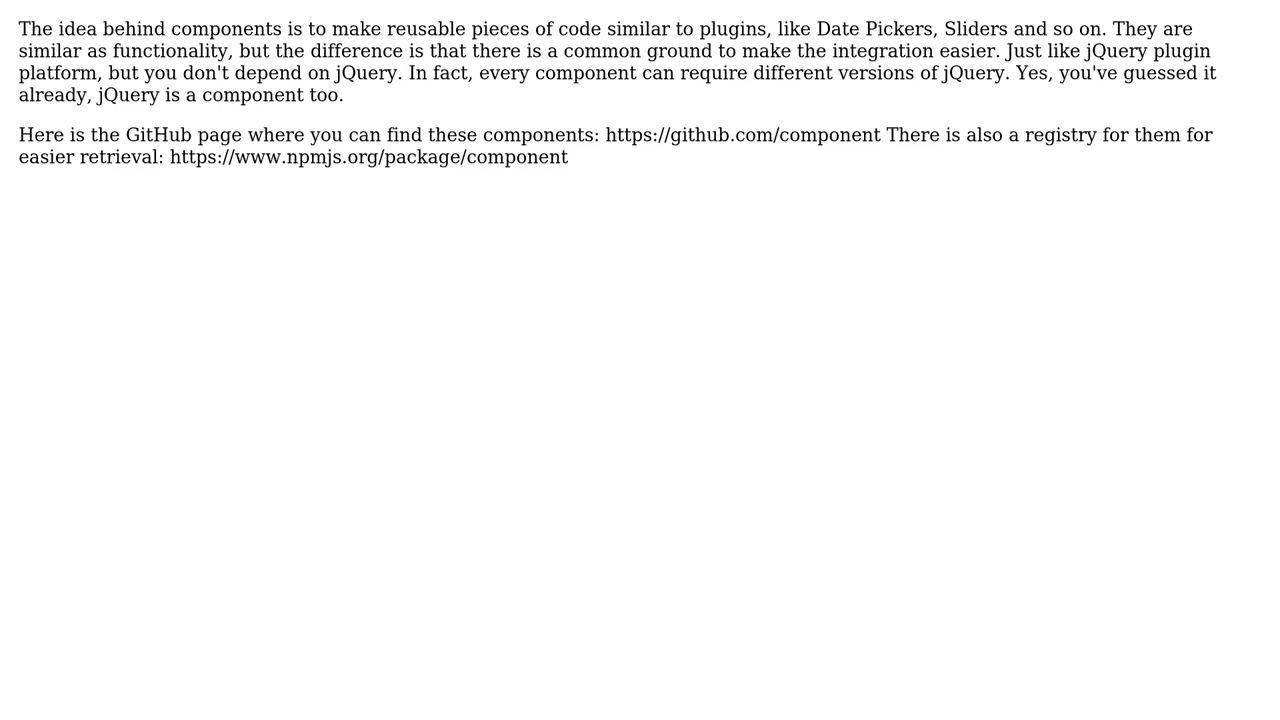 The idea behind components is to make reusable pieces of code similar to plugins, like Date Pickers, Sliders and so on. They are
similar as functionality, but the difference is that there is a common ground to make the integration easier. Just like jQuery plugin
platform, but you don't depend on jQuery. In fact, every component can require different versions of jQuery. Yes, you've guessed it
already, jQuery is a component too.
Here is the GitHub page where you can find these components: https://github.com/component There is also a registry for them for
easier retrieval: https://www.npmjs.org/package/component